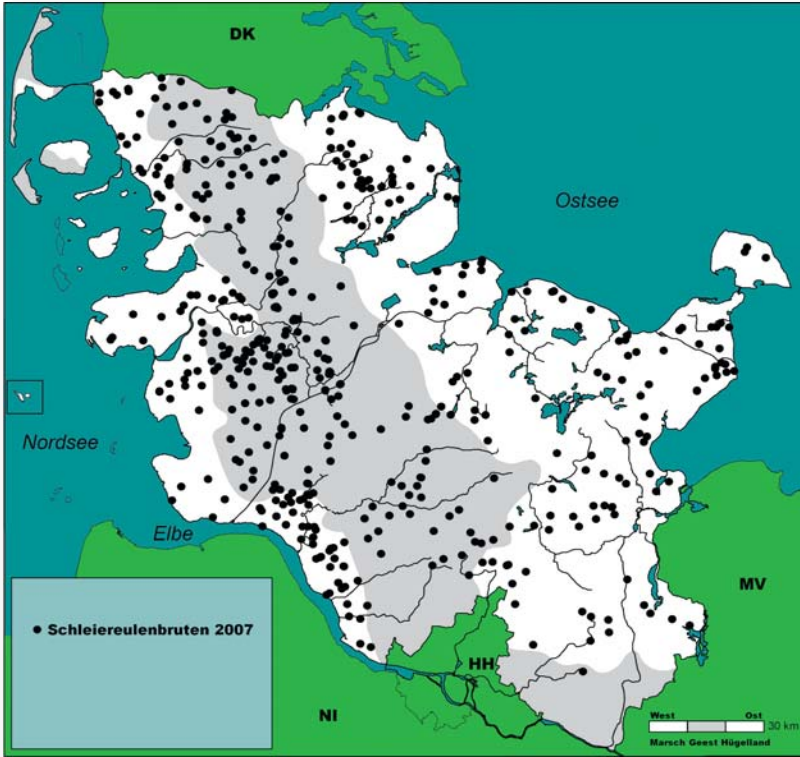 DK
Ostsee
Nordsee
Elbe
● Schleiereulenbruten 2007
MV
HH
NI
West Ost
30 km
Marsch Geest Hügelland